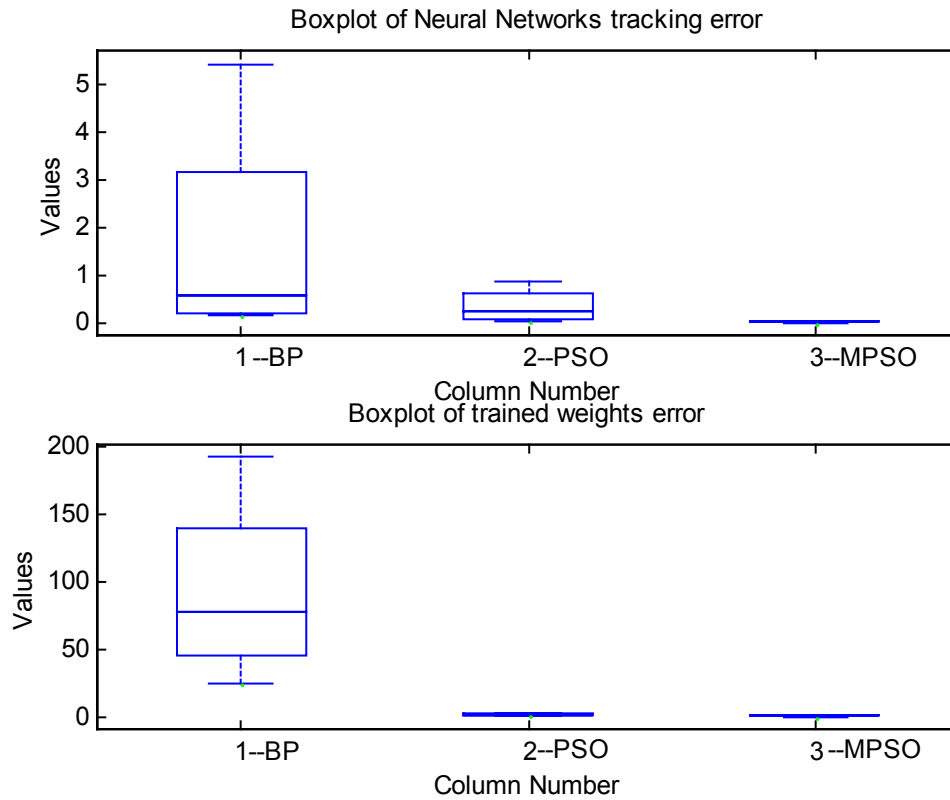 Boxplot of Neural Networks tracking error
5
4
3
2
1
0
Values
1--BP 2--PSO 3--MPSO
Column Number
Boxplot of trained weights error
200
150
100
50
0
Values
1--BP 2--PSO 3--MPSO
Column Number